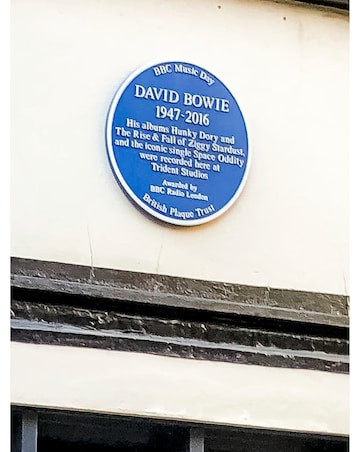 BBC Music Day
DAVID BOWIE
1947-2016
His albums Hunky Dory and
The Rise & Fall of Ziggy Stardust,
and the iconic single Space Oddity
were recorded here at
Trident Studios
Awarded by
BBC Radio London
British Plaque Trust